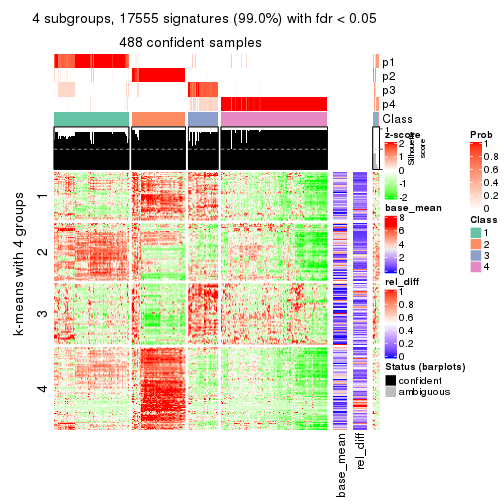 4 subgroups, 17555 signatures (99.0%) with fdr < 0.05
488 confident samples
p1
p2
p3
p4
Class
1
Silhouette
score
k-means with 4 groups
1
2
3
4
base_mean
rel_diff
z-score
2
1
0
-1
-2
base_mean
8
6
4
2
0
rel_diff
1
0.8
0.6
0.4
0.2
0
Status (barplots)
confident
ambiguous
Prob
1
0.8
0.6
0.4
0.2
0
Class
1
2
3
4